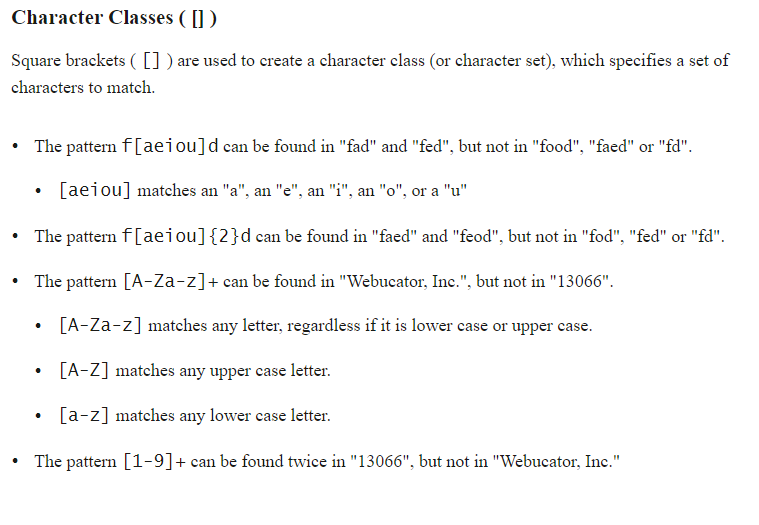 Character Classes ( [] )
Square brackets ( [] ) are used to create a character class (or character set), which specifies a set of
characters to match.
• The pattern f[aeiou]d can be found in "fad" and "fed", but not in "food", "faed" or "fd".
• [aeiou] matches an "a", an "e", an "i", an "o", or a "u"
• The pattern f[aeiou]{2}d can be found in "faed" and "feod", but not in "fod", "fed" or "fd".
• The pattern [A-Za-z]+ can be found in "Webucator, Inc.", but not in "13066".
• [A-Za-z] matches any letter, regardless if it is lower case or upper case.
• [A-Z] matches any upper case letter.
• [a-z] matches any lower case letter.
• The pattern [1-9]+ can be found twice in "13066", but not in "Webucator, Inc."